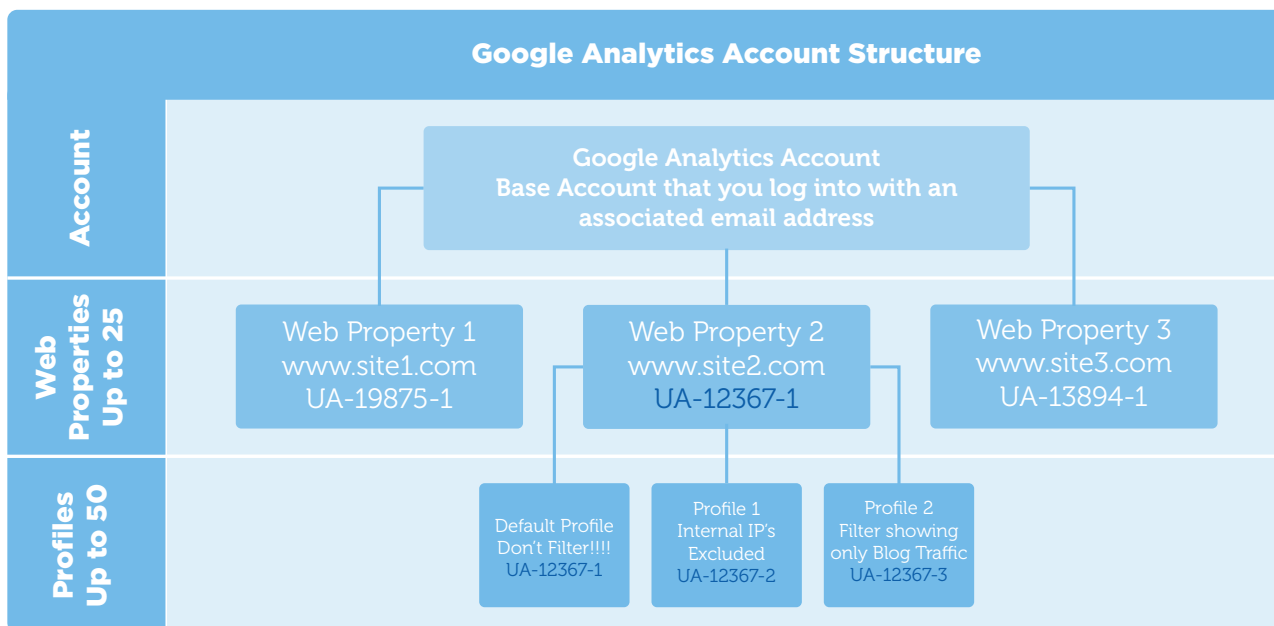 Google Analytics Account Structure
Account
Google Analytics Account
Base Account that you log into with an
associated email address
Web
Properties
Up to 25
Web Property 1
www.site1.com
UA-19875-1
Web Property 2
www.site2.com
UA-12367-1
Web Property 3
www.site3.com
UA-13894-1
Profiles
Up to 50
Default Profile
Don't Filter!!!!
UA-12367-1
Profile 1
Internal IP's
Excluded
UA-12367-2
Profile 2
Filter showing
only Blog Traffic
UA-12367-3